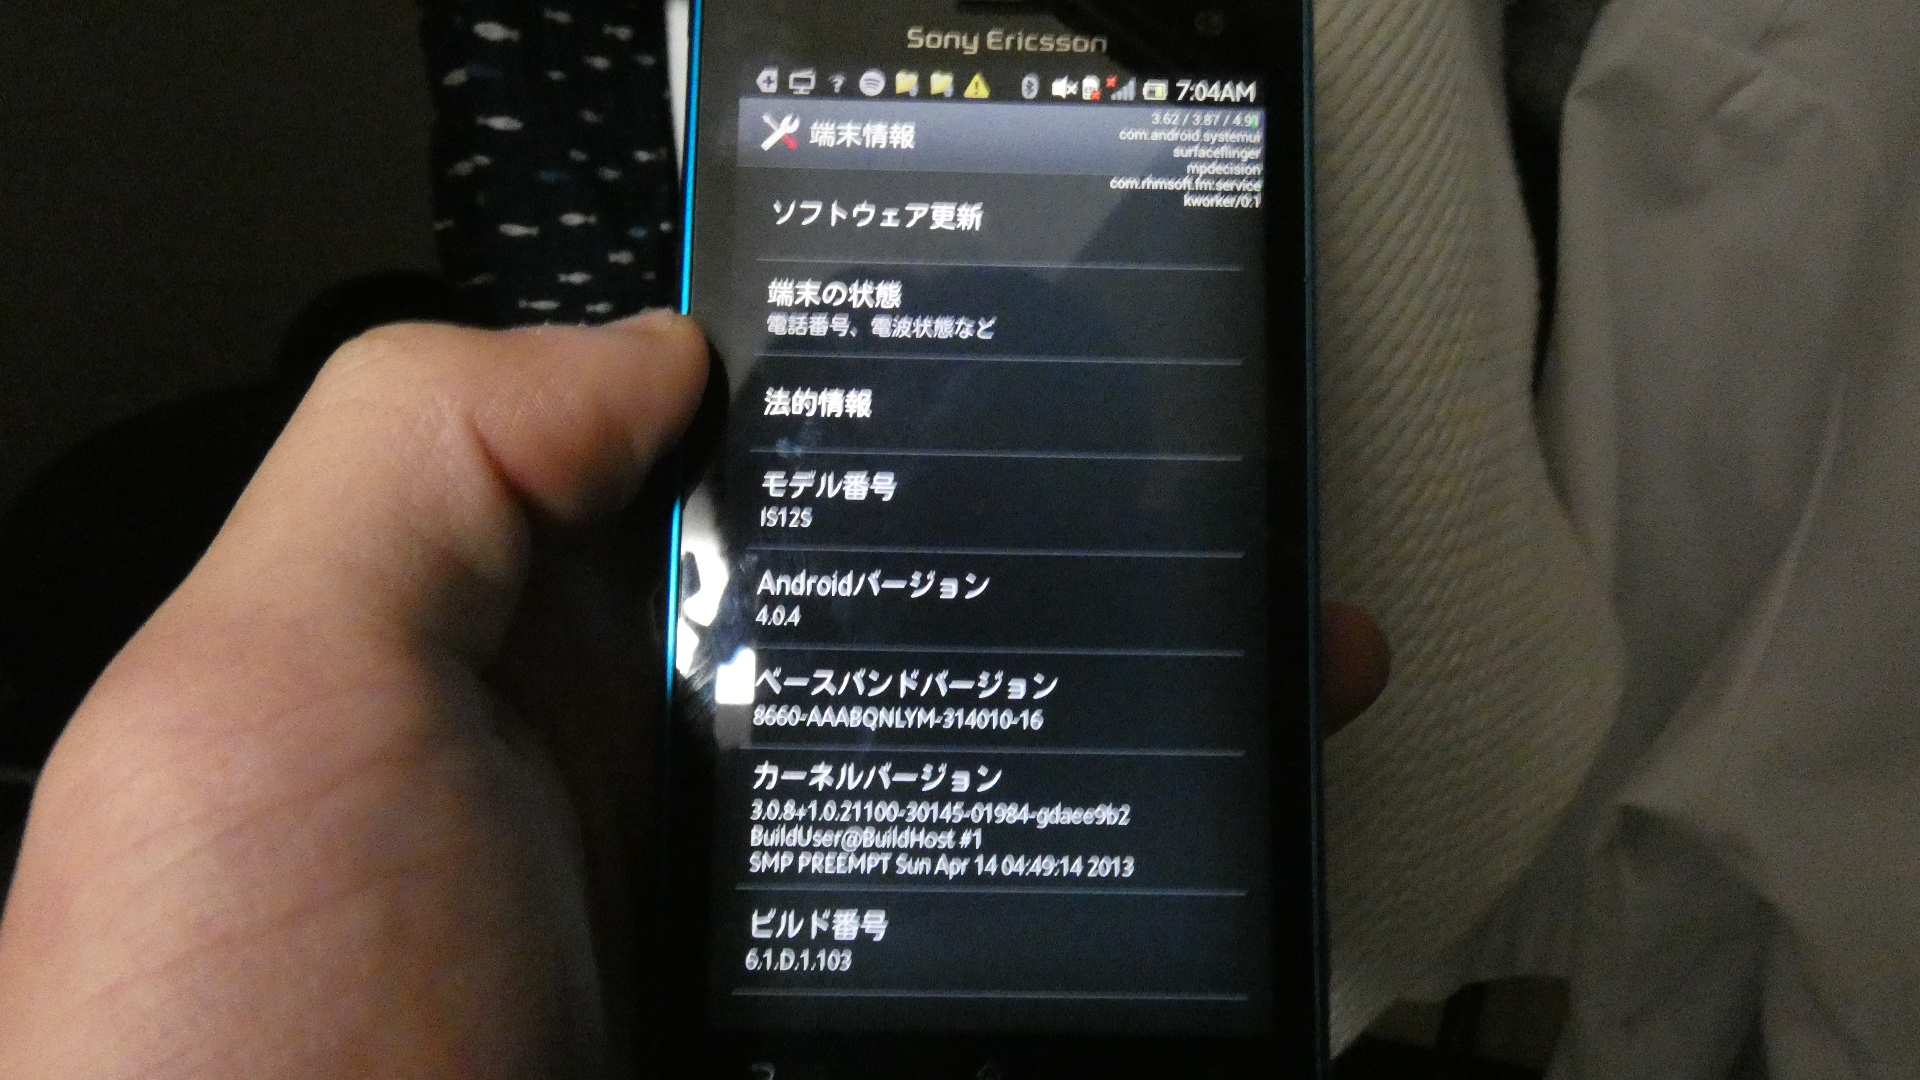 Sony Ericsson
7:04AM
端末情報
3.62 / 3.87 / 4.91
com.android.systemui
surfaceflinger
mpdecision
com.rhmsoft.fm:service
kworker/0:1
ソフトウェア更新
端末の状態
電話番号、電波状態など
法的情報
モデル番号
IS12S
Androidバージョン
4.0.4
ベースバンドバージョン
8660-AAABQNLYM-314010-16
カーネルバージョン
3.0.8+1.0.21100-30145-01984-gdaee9b2
BuildUser@BuildHost #1
SMP PREEMPT Sun Apr 14 04:49:14 2013
ビルド番号
6.1.D.1.103